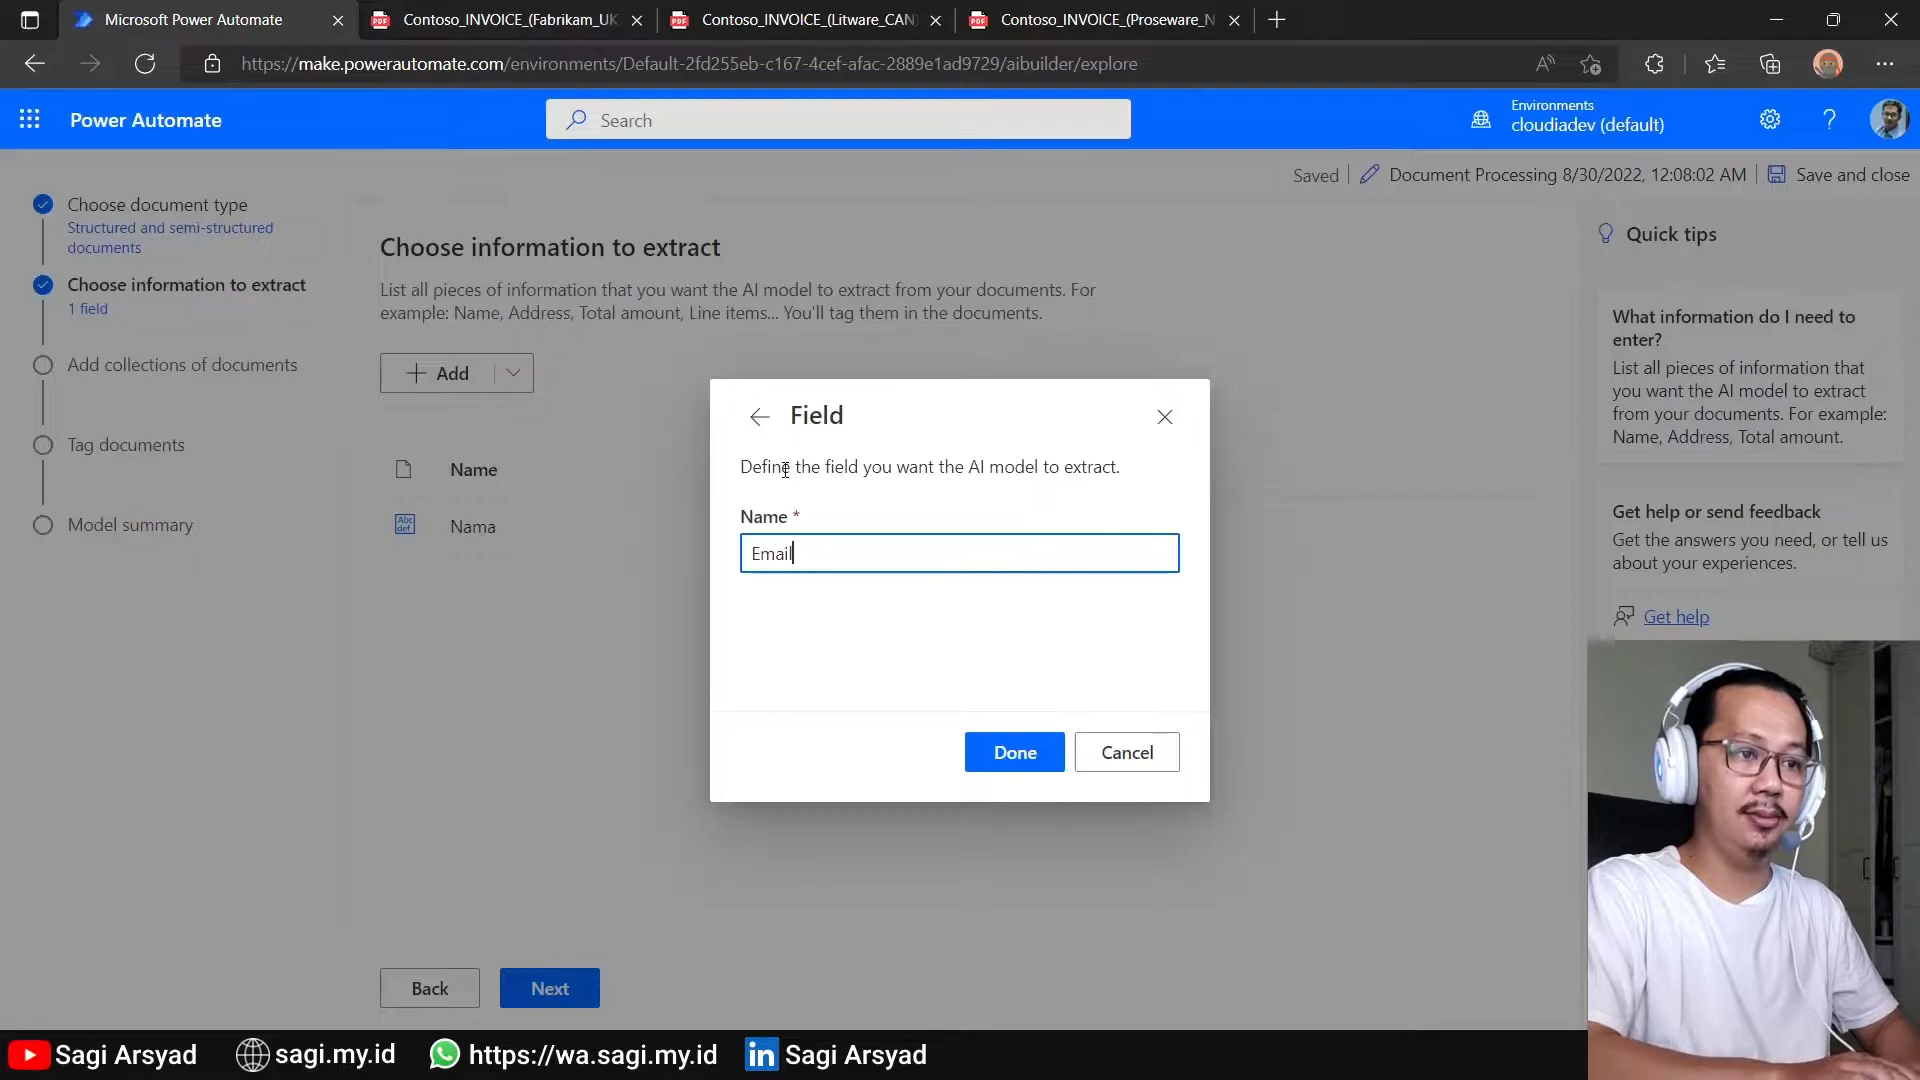 Microsoft Power Automate
Contoso_INVOICE_(Fabrikam_UK
Contoso_INVOICE_(Litware_CAN)
Contoso_INVOICE_(Proseware_N
https://make.powerautomate.com/environments/Default-2fd255eb-c167-4cef-afac-2889e1ad9729/aibuilder/explore
Power Automate
Search
Environments
cloudiadev (default)
Saved
Document Processing 8/30/2022, 12:08:02 AM
Save and close
Choose document type
Structured and semi-structured
documents
Choose information to extract
1 field
Add collections of documents
Tag documents
Model summary
Choose information to extract
List all pieces of information that you want the AI model to extract from your documents. For
example: Name, Address, Total amount, Line items... You'll tag them in the documents.
Add
Name
Abc
def
Nama
Field
Define the field you want the AI model to extract.
Name *
Email
Done
Cancel
Back
Next
Quick tips
What information do I need to
enter?
List all pieces of information that
you want the AI model to extract
from your documents. For example:
Name, Address, Total amount.
Get help or send feedback
Get the answers you need, or tell us
about your experiences.
Get help
Sagi Arsyad
sagi.my.id
https://wa.sagi.my.id
in Sagi Arsyad